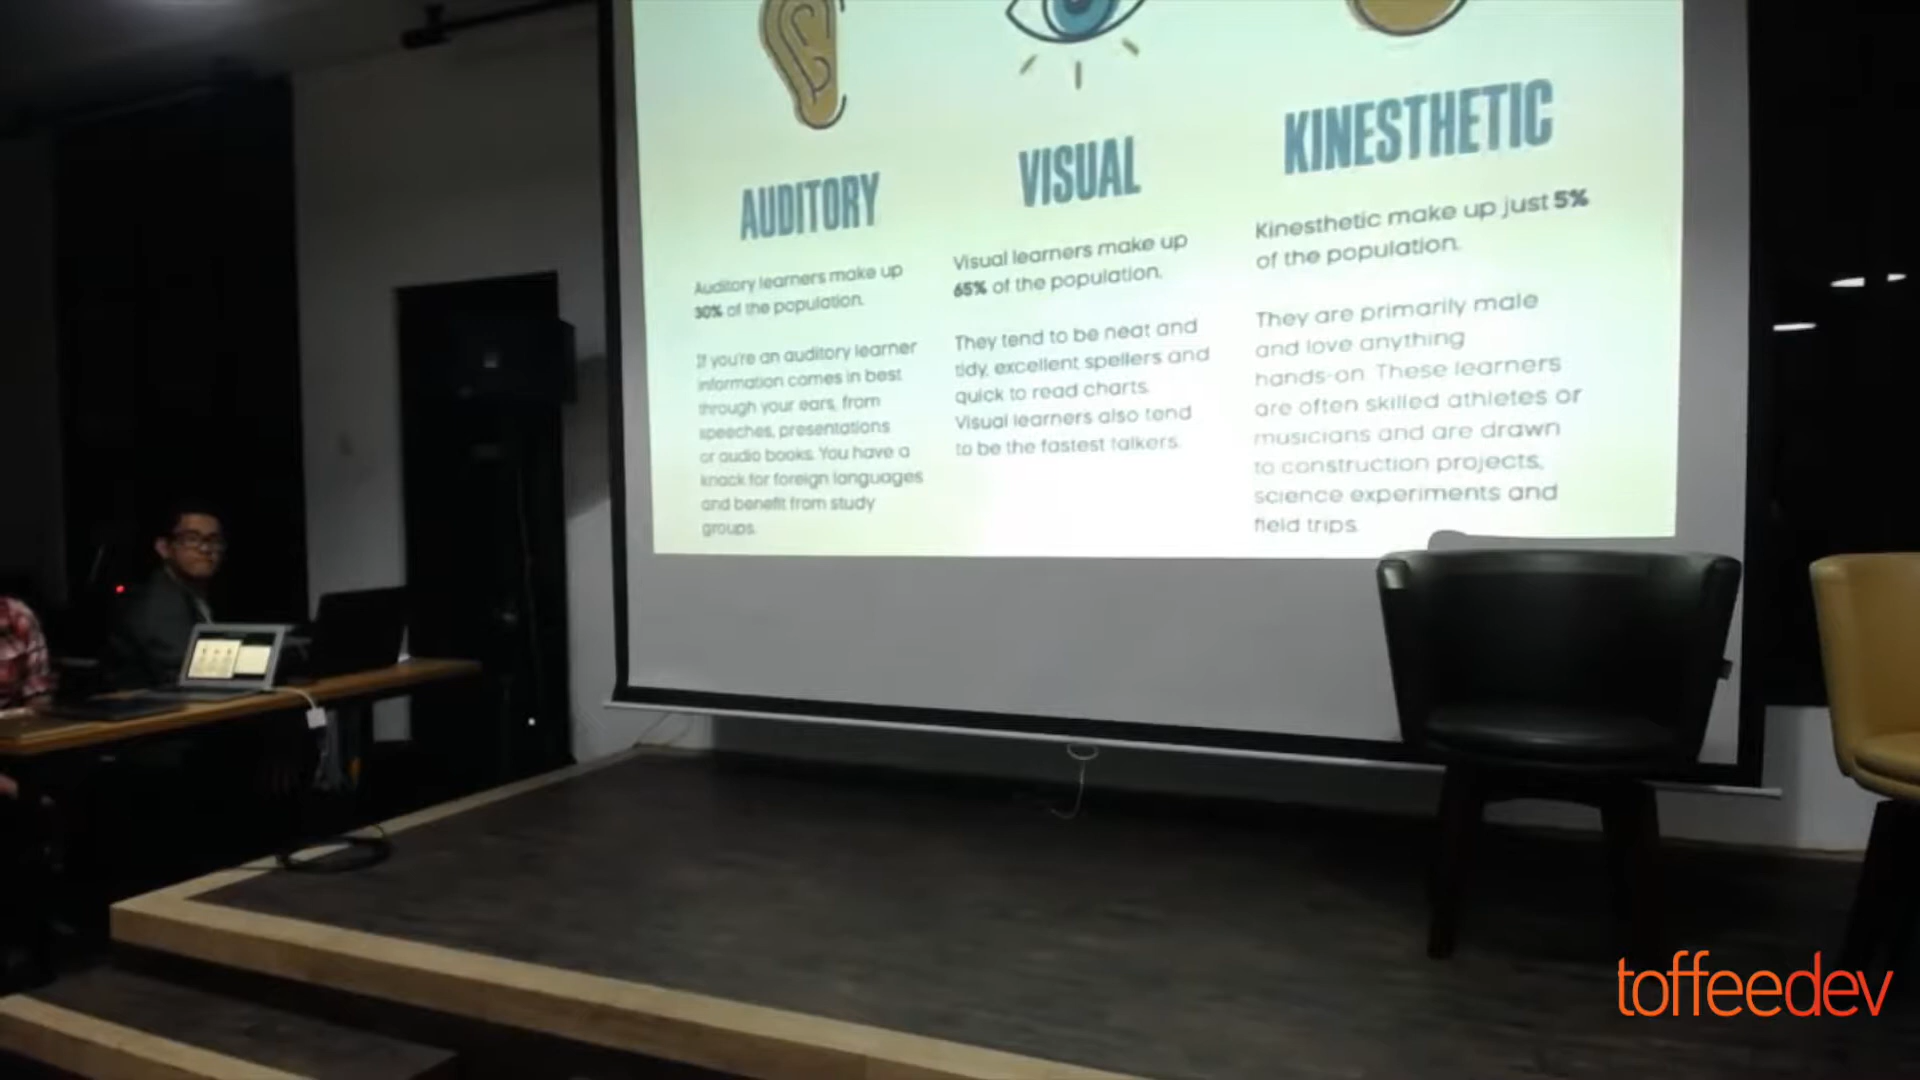 AUDITORY
Auditory learners make up
30% of the population.
If you're an auditory learner
information comes in best
through your ears, from
speeches, presentations
or audio books. You have a
knack for foreign languages
and benefit from study
groups.
VISUAL
Visual learners make up
65% of the population.
They tend to be neat and
tidy, excellent spellers and
quick to read charts.
Visual learners also tend
to be the fastest talkers.
KINESTHETIC
Kinesthetic make up just 5%
of the population.
They are primarily male
and love anything
hands-on. These learners
are often skilled athletes or
musicians and are drawn
to construction projects,
science experiments and
field trips.
toffeedev